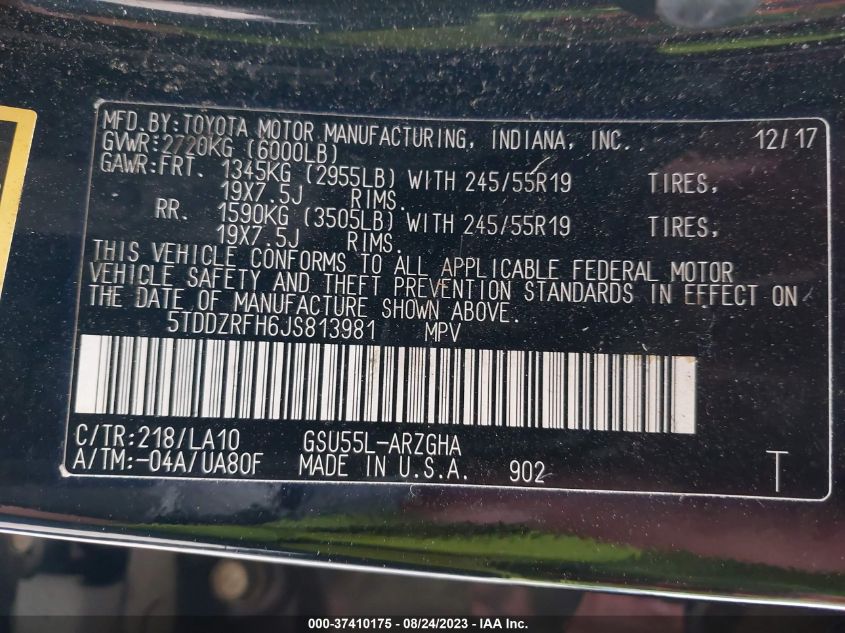 MFD.BY:TOYOTA MOTOR MANUFACTURING, INDIANA, INC. 12/17
GVWR:2720KG (6000LB)
GAWR:FRT. 1345KG (2955LB) WITH 245/55R19 TIRES,
19X7.5J RIMS.
RR. 1590KG (3505LB) WITH 245/55R19 TIRES,
19X7.5J RIMS.
THIS VEHICLE CONFORMS TO ALL APPLICABLE FEDERAL MOTOR
VEHICLE SAFETY AND THEFT PREVENTION STANDARDS IN EFFECT ON
THE DATE OF MANUFACTURE SHOWN ABOVE.
5TDDZRFH6JS813981 MPV
C/TR:218/LA10 GSU55L-ARZGHA
A/TM:-04A/UA80F MADE IN U.S.A. 902 T
000-37410175 - 08/24/2023 - © IAA Inc.